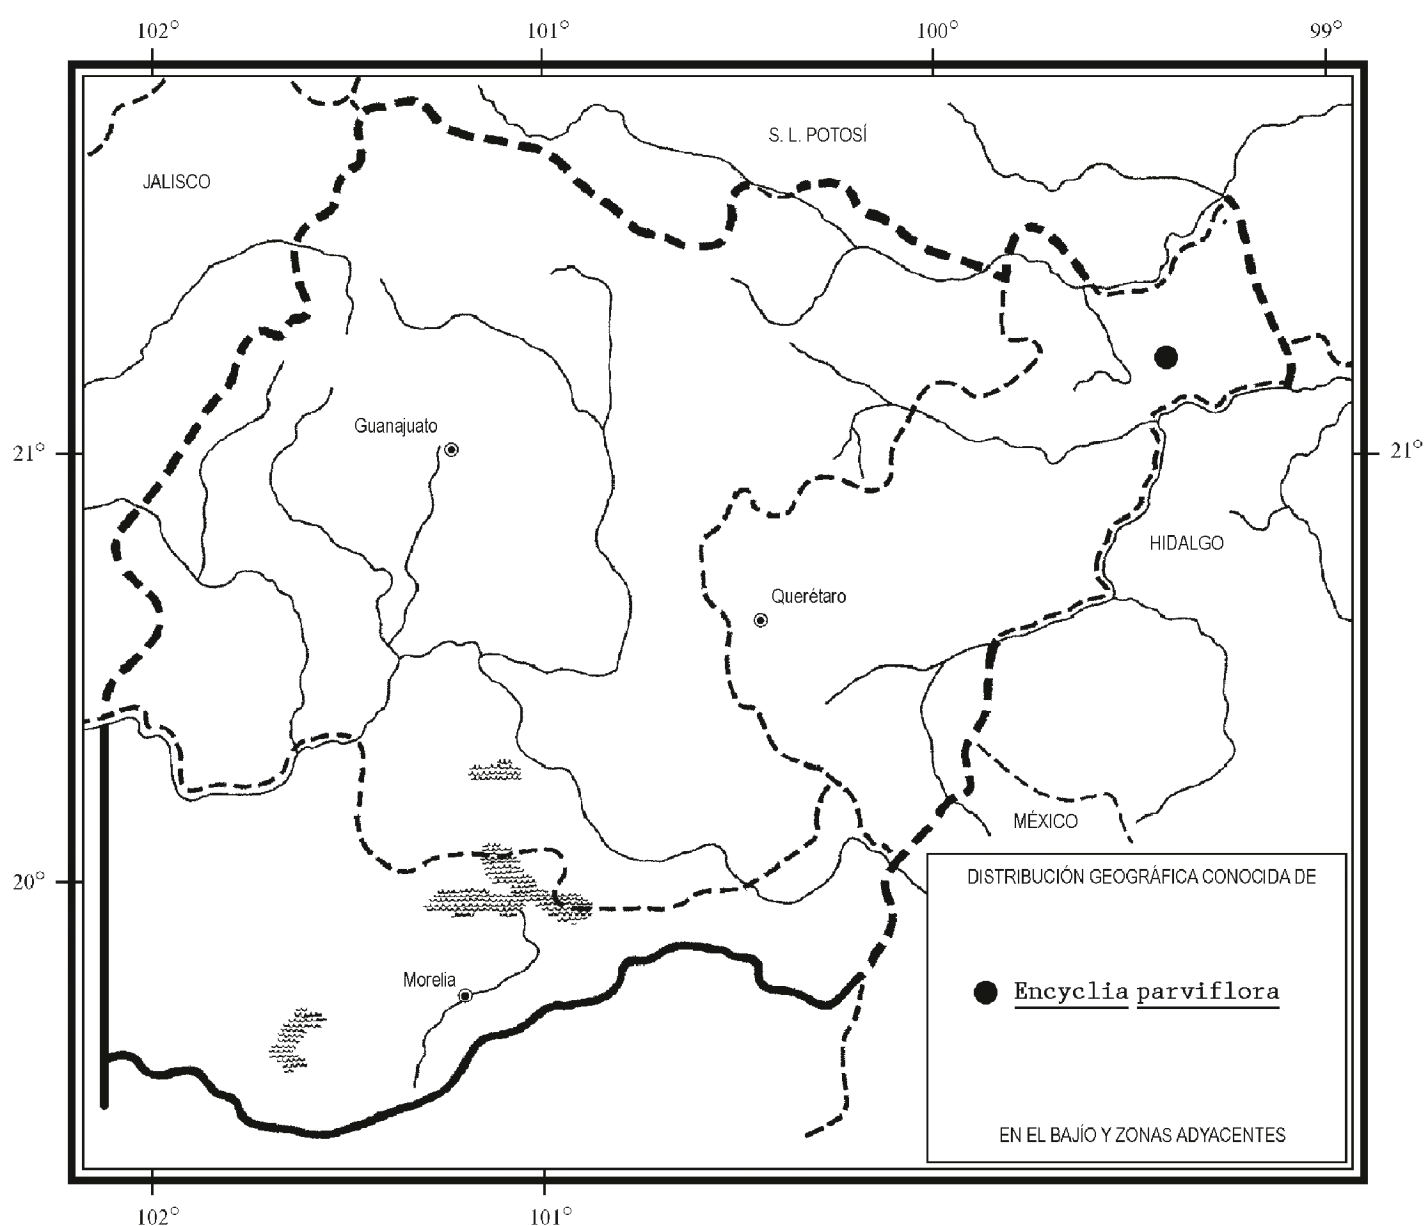 102° 101° 100° 99°
S. L. POTOSÍ
JALISCO
Guanajuato
21° 21°
HIDALGO
Querétaro
MÉXICO
20°
DISTRIBUCIÓN GEOGRÁFICA CONOCIDA DE
Encyclia parviflora
Morelia
EN EL BAJÍO Y ZONAS ADYACENTES
102° 101°